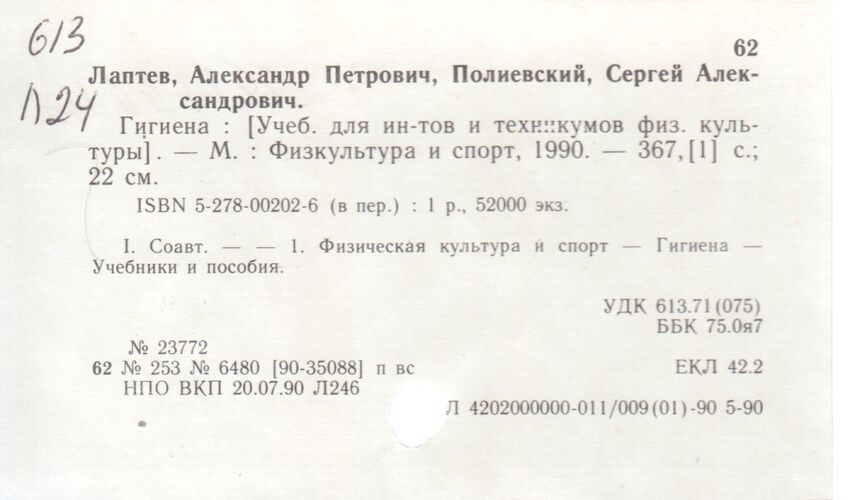 613
Л24
62
Лаптев, Александр Петрович, Полиевский, Сергей Алек-
сандрович.
Гигиена : [Учеб. для ин-тов и техникумов физ. куль-
туры]. — М. : Физкультура и спорт, 1990. — 367, [1] с.;
22 см.
ISBN 5-278-00202-6 (в пер.) : 1 р., 52000 экз.
I. Соавт. — — 1. Физическая культура и спорт — Гигиена —
Учебники и пособия.
УДК 613.71(075)
ББК 75.0я7
№ 23772
62 № 253 № 6480 [90-35088] п вс
ЕКЛ 42.2
НПО ВКП 20.07.90 Л246
Л 4202000000-011/009(01)-90 5-90